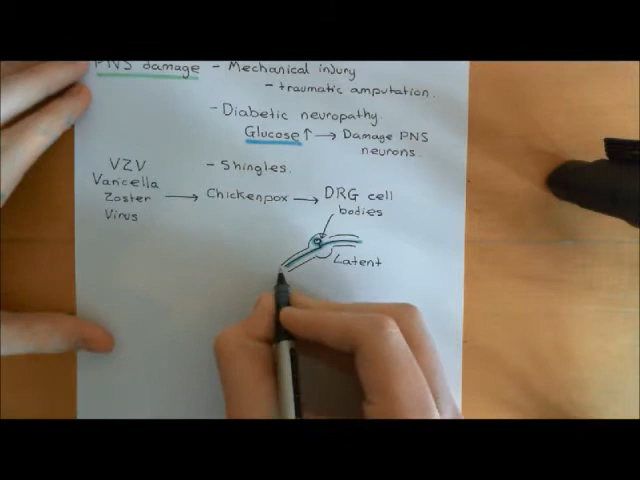 PNS damage - Mechanical injury
- traumatic amputation.
- Diabetic neuropathy.
Glucose ↑ → Damage PNS
neurons.
- Shingles.
VZV
Varicella
Zoster
Virus
→ Chickenpox → DRG cell
bodies
Latent